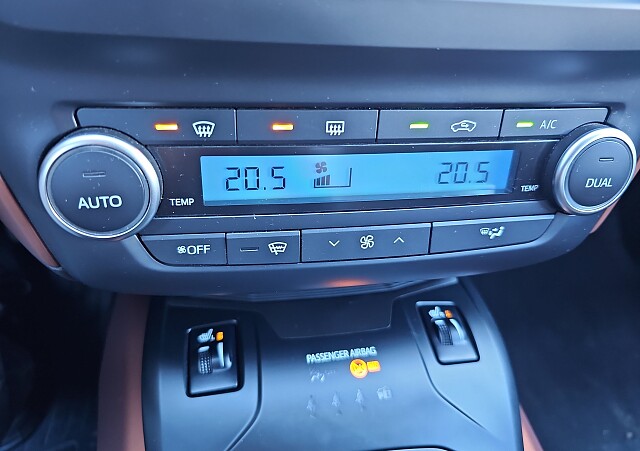 A/C
AUTO
TEMP
20.5
20.5
TEMP
DUAL
OFF
PASSENGER AIRBAG